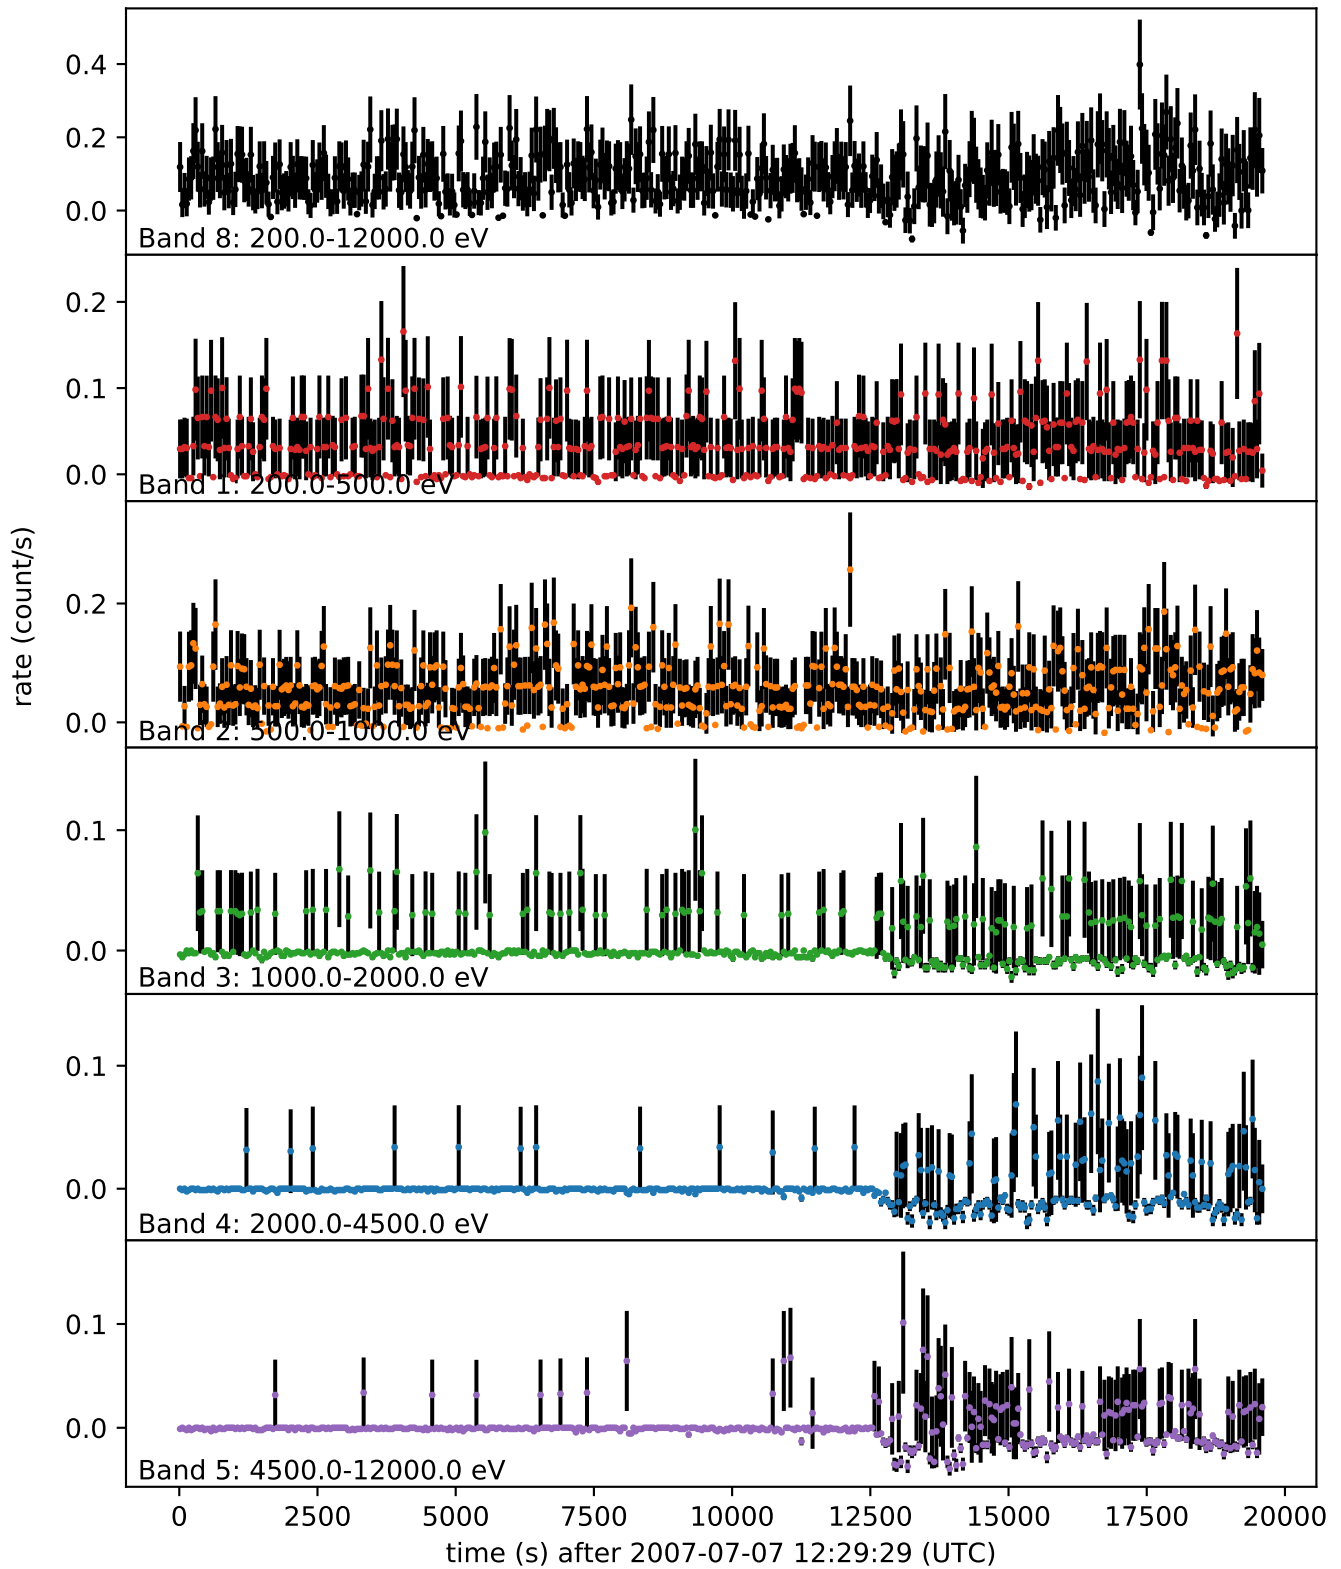 0.4
0.2
0.0
Band 8: 200.0-12000.0 eV
0.2
0.1
0.0
Band 1: 200.0-500.0 eV
rate (count/s)
0.2
0.0
Band 2: 500.0-1000.0 eV
0.1
0.0
Band 3: 1000.0-2000.0 eV
0.1
0.0
Band 4: 2000.0-4500.0 eV
0.1
0.0
Band 5: 4500.0-12000.0 eV
0 2500 5000 7500 10000 12500 15000 17500 20000
time (s) after 2007-07-07 12:29:29 (UTC)